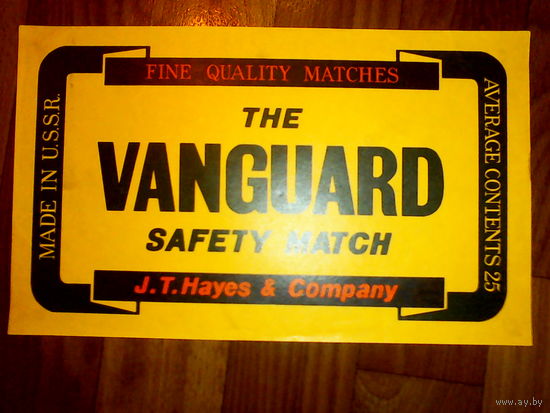 FINE QUALITY MATCHES
MADE IN U.S.S.R.
THE
VANGUARD
SAFETY MATCH
AVERAGE CONTENTS 25
J.T. Hayes & Company
www.ay.by